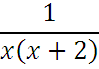 1/(x(x + 2))